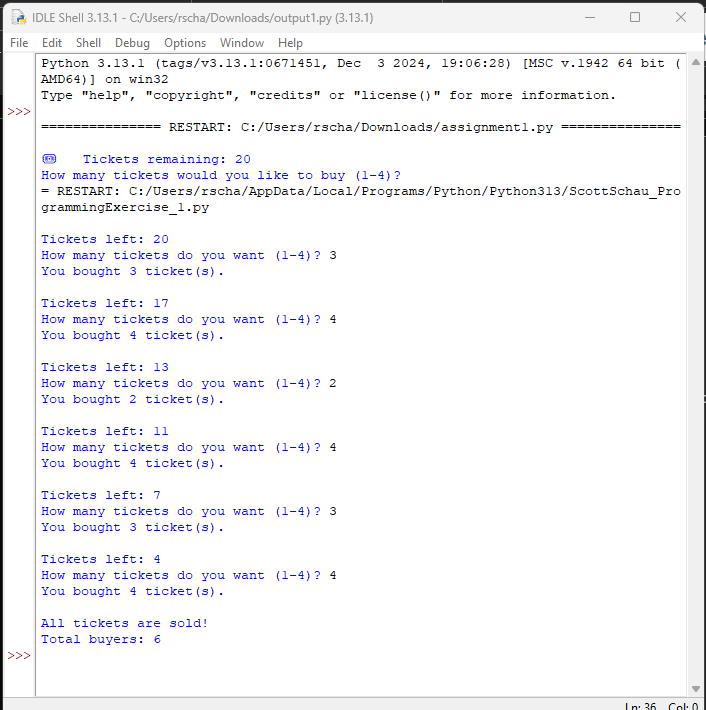 IDLE Shell 3.13.1 - C:/Users/rscha/Downloads/output1.py (3.13.1)
File Edit Shell Debug Options Window Help
Python 3.13.1 (tags/v3.13.1:0671451, Dec  3 2024, 19:06:28) [MSC v.1942 64 bit (
AMD64)] on win32
Type "help", "copyright", "credits" or "license()" for more information.
>>>
=============== RESTART: C:/Users/rscha/Downloads/assignment1.py ===============
🎟 Tickets remaining: 20
How many tickets would you like to buy (1-4)?
= RESTART: C:/Users/rscha/AppData/Local/Programs/Python/Python313/ScottSchau_Pro
grammingExercise_1.py
Tickets left: 20
How many tickets do you want (1-4)? 3
You bought 3 ticket(s).
Tickets left: 17
How many tickets do you want (1-4)? 4
You bought 4 ticket(s).
Tickets left: 13
How many tickets do you want (1-4)? 2
You bought 2 ticket(s).
Tickets left: 11
How many tickets do you want (1-4)? 4
You bought 4 ticket(s).
Tickets left: 7
How many tickets do you want (1-4)? 3
You bought 3 ticket(s).
Tickets left: 4
How many tickets do you want (1-4)? 4
You bought 4 ticket(s).
All tickets are sold!
Total buyers: 6
>>>
Ln: 36 Col: 0